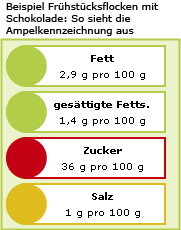 Beispiel Frühstücksflocken mit
Schokolade: So sieht die
Ampelkennzeichnung aus
Fett
2,9 g pro 100 g
gesättigte Fetts.
1,4 g pro 100 g
Zucker
36 g pro 100 g
Salz
1 g pro 100 g